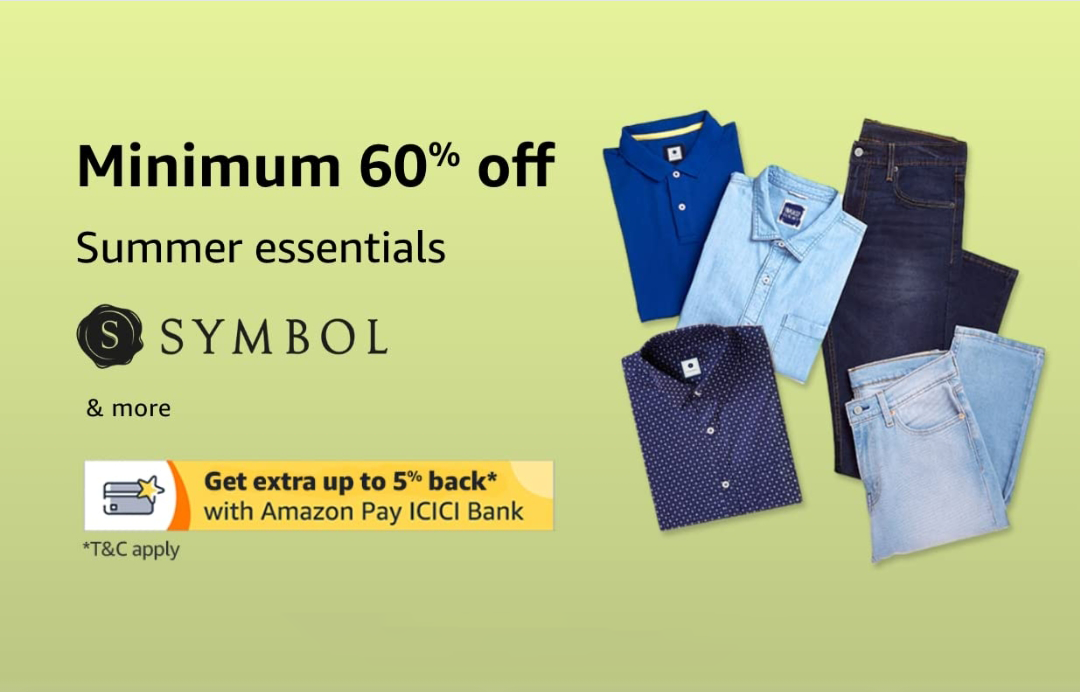 Minimum 60% off
Summer essentials
S SYMBOL
& more
Get extra up to 5% back*
with Amazon Pay ICICI Bank
*T&C apply